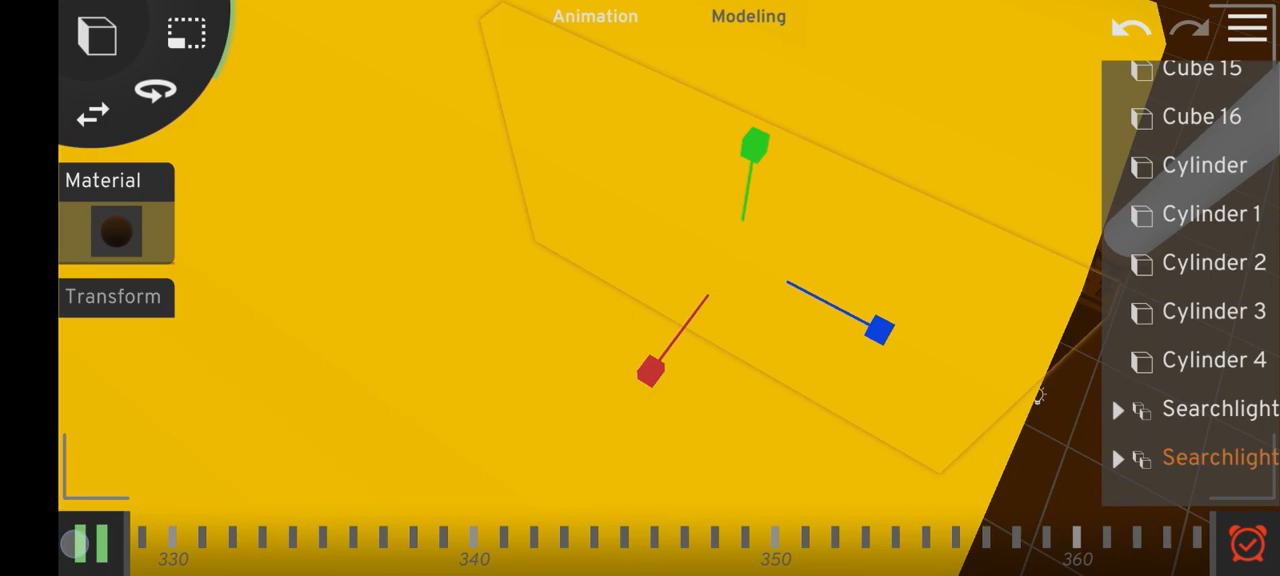 Animation
Modeling
Material
Transform
Cube 15
Cube 16
Cylinder
Cylinder 1
Cylinder 2
Cylinder 3
Cylinder 4
Searchlight
Searchlight
330
340
350
360